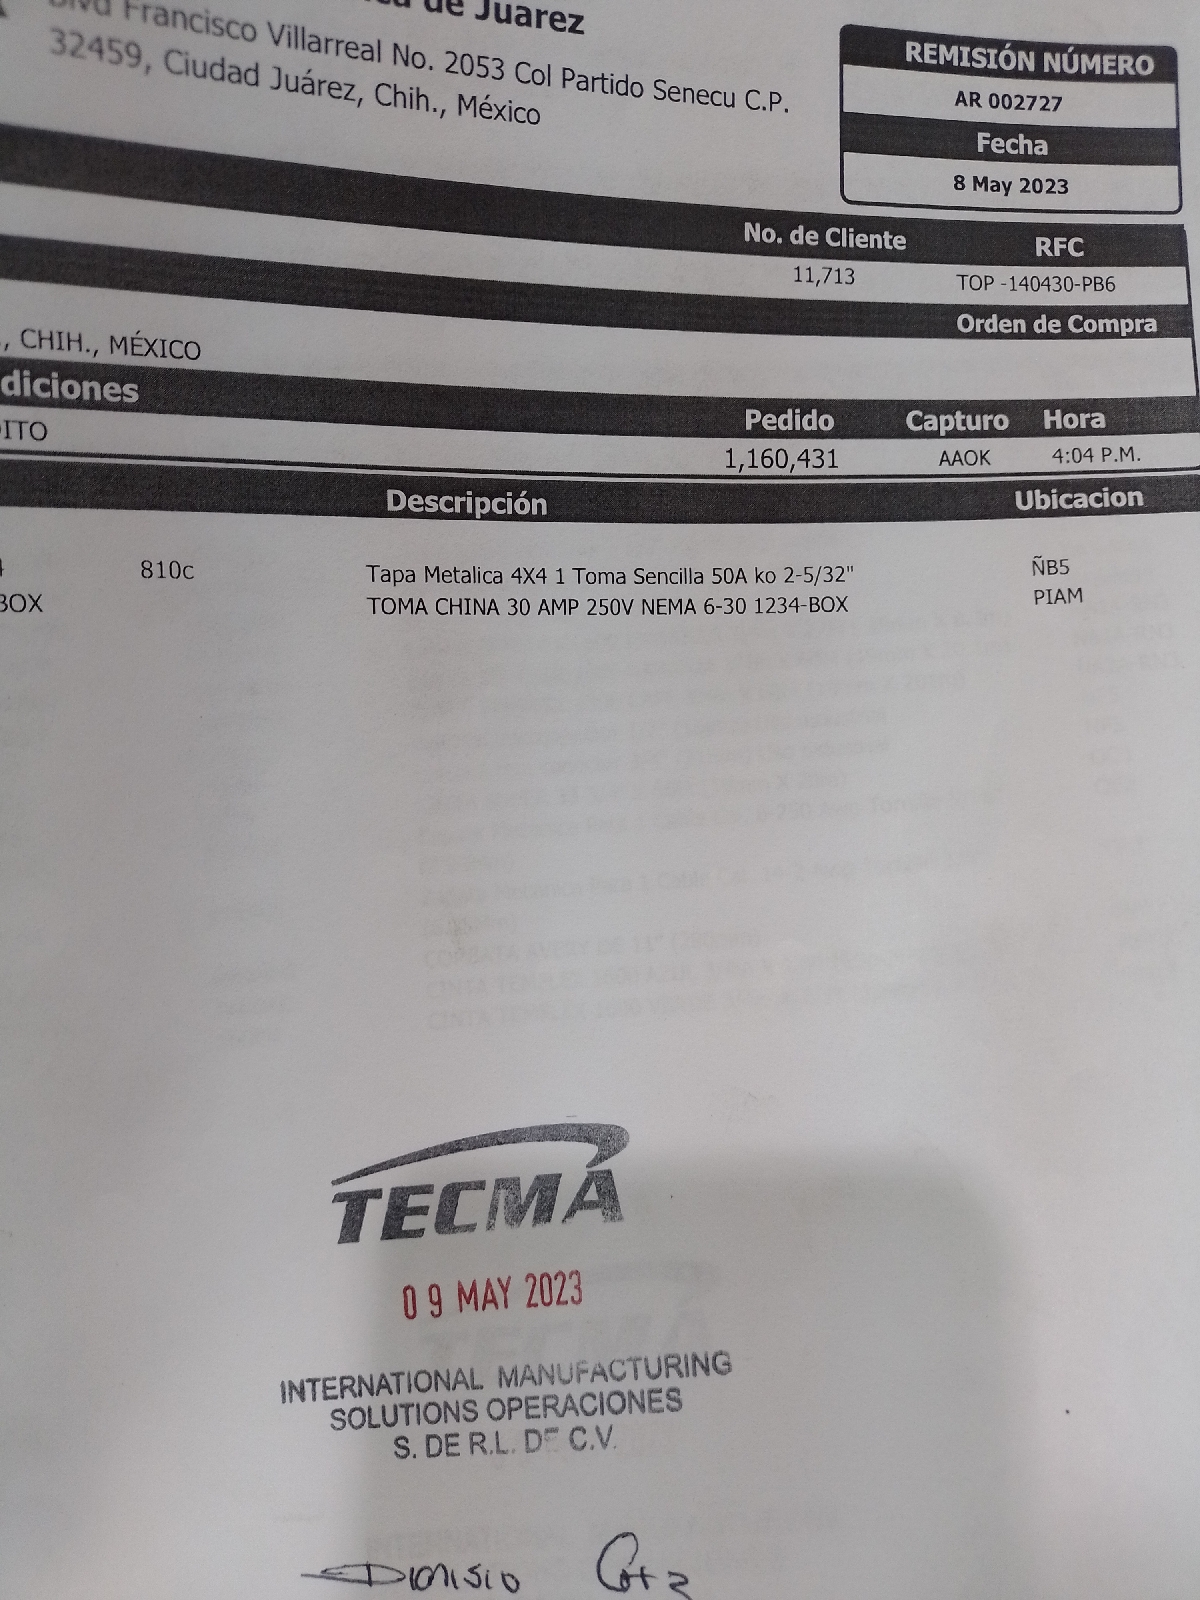 de Juarez
Francisco Villarreal No. 2053 Col Partido Senecu C.P.
32459, Ciudad Juárez, Chih., México
REMISIÓN NÚMERO
AR 002727
Fecha
8 May 2023
No. de Cliente RFC
11,713 TOP -140430-PB6
Orden de Compra
, CHIH., MÉXICO
diciones Pedido Capturo Hora
ITO 1,160,431 AAOK 4:04 P.M.
Descripción Ubicacion
810c Tapa Metalica 4X4 1 Toma Sencilla 50A ko 2-5/32" ÑB5
BOX TOMA CHINA 30 AMP 250V NEMA 6-30 1234-BOX PIAM
TECMA
09 MAY 2023
INTERNATIONAL MANUFACTURING
SOLUTIONS OPERACIONES
S. DE R.L. DE C.V.
Dionisio